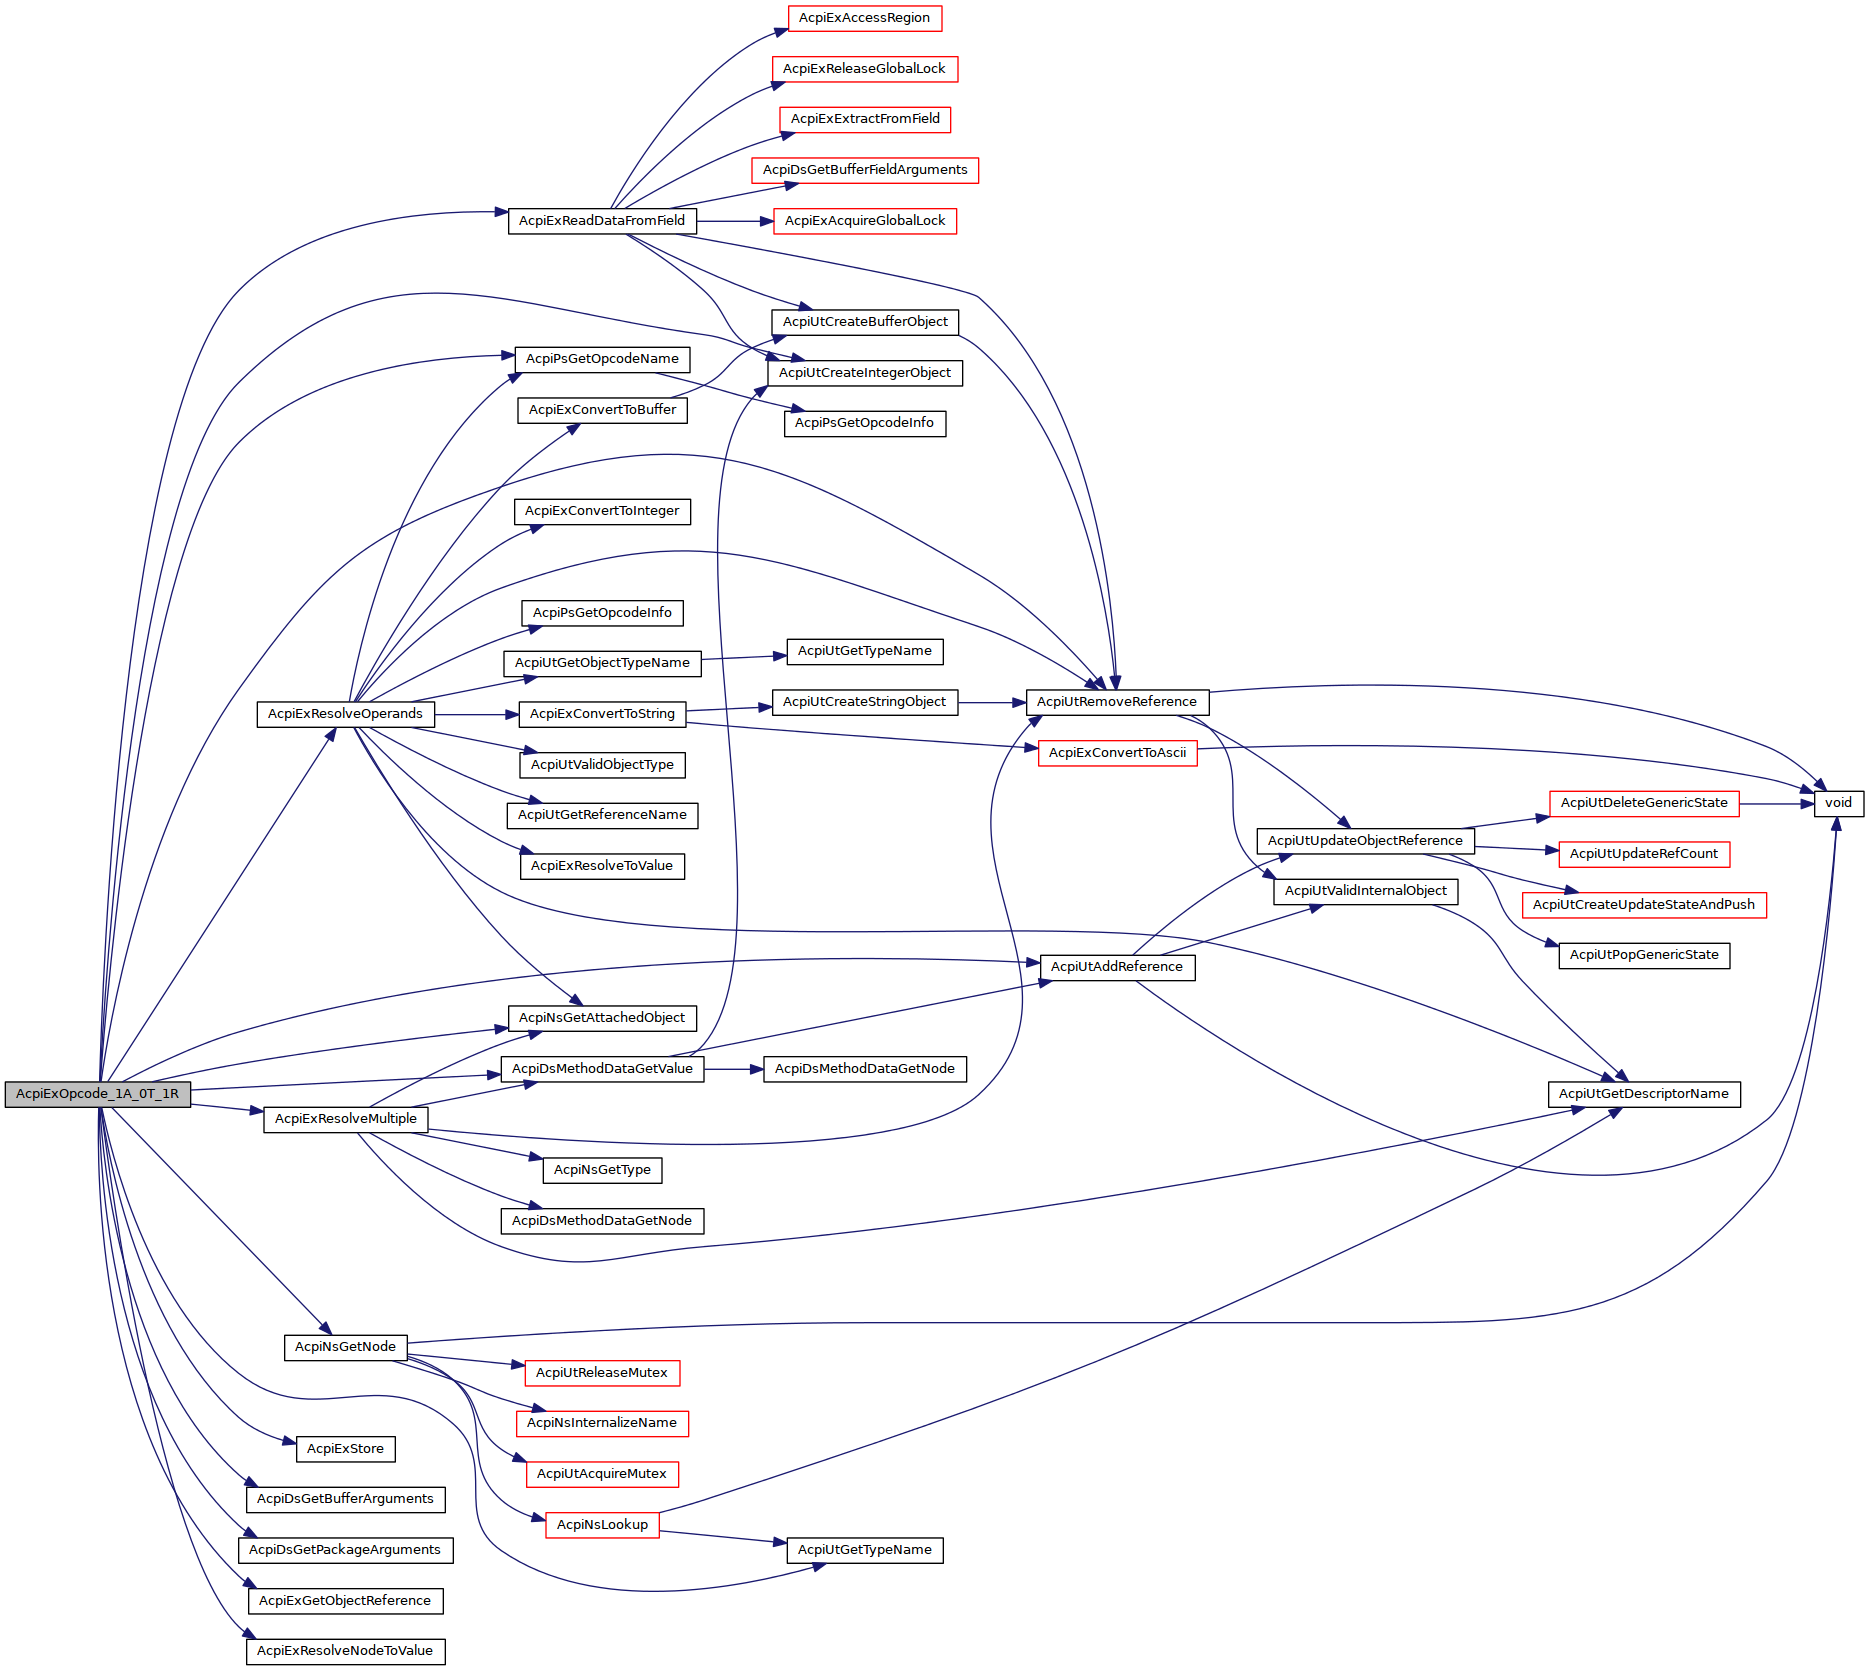 AcpiExAccessRegion
AcpiExReleaseGlobalLock
AcpiExExtractFromField
AcpiDsGetBufferFieldArguments
AcpiExReadDataFromField
AcpiExAcquireGlobalLock
AcpiUtCreateBufferObject
AcpiPsGetOpcodeName
AcpiUtCreateIntegerObject
AcpiExConvertToBuffer
AcpiPsGetOpcodeInfo
AcpiExConvertToInteger
AcpiPsGetOpcodeInfo
AcpiUtGetTypeName
AcpiUtGetObjectTypeName
AcpiUtCreateStringObject
AcpiUtRemoveReference
AcpiExResolveOperands
AcpiExConvertToString
AcpiExConvertToAscii
AcpiUtValidObjectType
AcpiUtDeleteGenericState
void
AcpiUtGetReferenceName
AcpiUtUpdateObjectReference
AcpiUtUpdateRefCount
AcpiExResolveToValue
AcpiUtValidInternalObject
AcpiUtCreateUpdateStateAndPush
AcpiUtPopGenericState
AcpiUtAddReference
AcpiNsGetAttachedObject
AcpiDsMethodDataGetValue
AcpiDsMethodDataGetNode
AcpiExOpcode_1A_0T_1R
AcpiUtGetDescriptorName
AcpiExResolveMultiple
AcpiNsGetType
AcpiDsMethodDataGetNode
AcpiNsGetNode
AcpiUtReleaseMutex
AcpiNsInternalizeName
AcpiExStore
AcpiUtAcquireMutex
AcpiDsGetBufferArguments
AcpiNsLookup
AcpiDsGetPackageArguments
AcpiUtGetTypeName
AcpiExGetObjectReference
AcpiExResolveNodeToValue